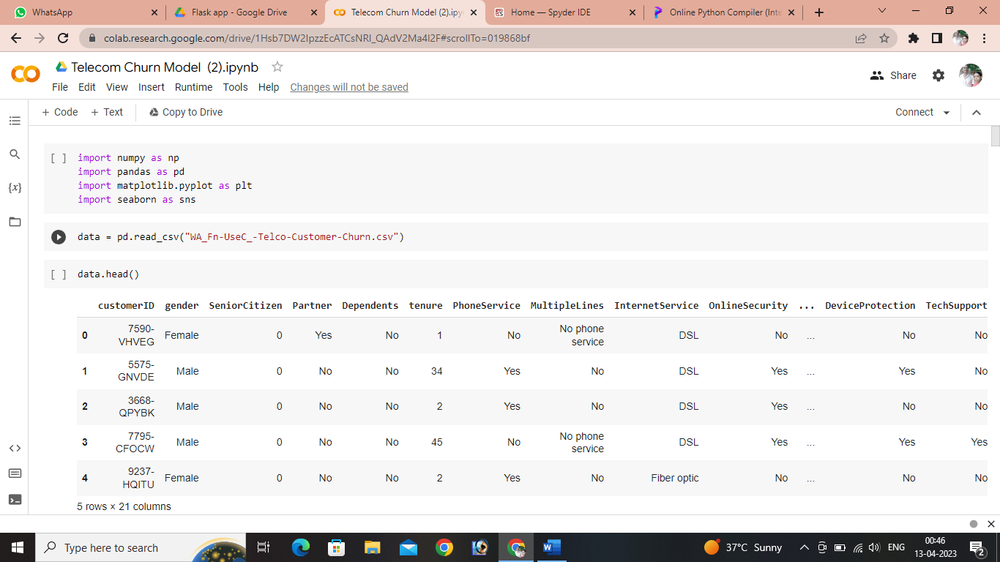 WhatsApp
Flask app - Google Drive
Telecom Churn Model (2).ipyn
Home — Spyder IDE
Online Python Compiler (Inte
colab.research.google.com/drive/1Hsb7DW2IpzzEcATCsNRI_QAdV2Ma4I2F#scrollTo=019868bf
Telecom Churn Model (2).ipynb
Share
File Edit View Insert Runtime Tools Help Changes will not be saved
+ Code + Text Copy to Drive Connect
[ ] import numpy as np
import pandas as pd
import matplotlib.pyplot as plt
import seaborn as sns
{x}
data = pd.read_csv("WA_Fn-UseC_-Telco-Customer-Churn.csv")
[ ] data.head()
customerID gender SeniorCitizen Partner Dependents tenure PhoneService MultipleLines InternetService OnlineSecurity ... DeviceProtection TechSupport
0 7590-VHVEG Female 0 Yes No 1 No No phone service DSL No ... No No
1 5575-GNVDE Male 0 No No 34 Yes No DSL Yes ... Yes No
2 3668-QPYBK Male 0 No No 2 Yes No DSL Yes ... No No
3 7795-CFOCW Male 0 No No 45 No No phone service DSL Yes ... Yes Yes
4 9237-HQITU Female 0 No No 2 Yes No Fiber optic No ... No No
5 rows × 21 columns
Type here to search
37°C Sunny
ENG
00:46
13-04-2023
2